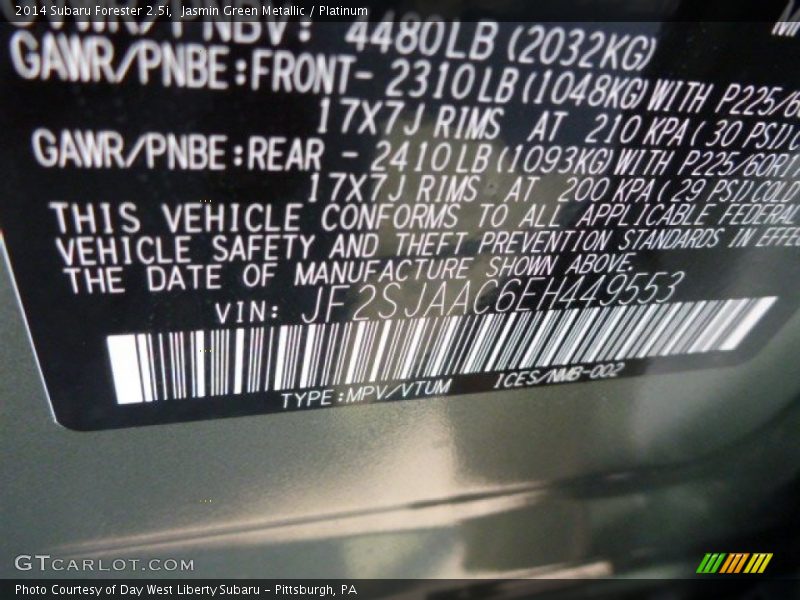 2014 Subaru Forester 2.5i,  Jasmin Green Metallic / Platinum
4480LB (2032KG)
GAWR/PNBE:FRONT- 2310LB (1048KG) WITH P225/6
17X7J RIMS AT 210 KPA ( 30 PSI) C
GAWR/PNBE:REAR - 2410LB (1093KG) WITH P225/60R1
17X7J RIMS AT 200 KPA ( 29 PSI) COLD
THIS VEHICLE CONFORMS TO ALL APPLICABLE FEDERAL
VEHICLE SAFETY AND THEFT PREVENTION STANDARDS IN EFFE
THE DATE OF MANUFACTURE SHOWN ABOVE.
VIN: JF2SJAAC6EH449553
TYPE:MPV/VTUM 1CES/NMB-002
GTCARLOT.COM
Photo Courtesy of Day West Liberty Subaru - Pittsburgh, PA